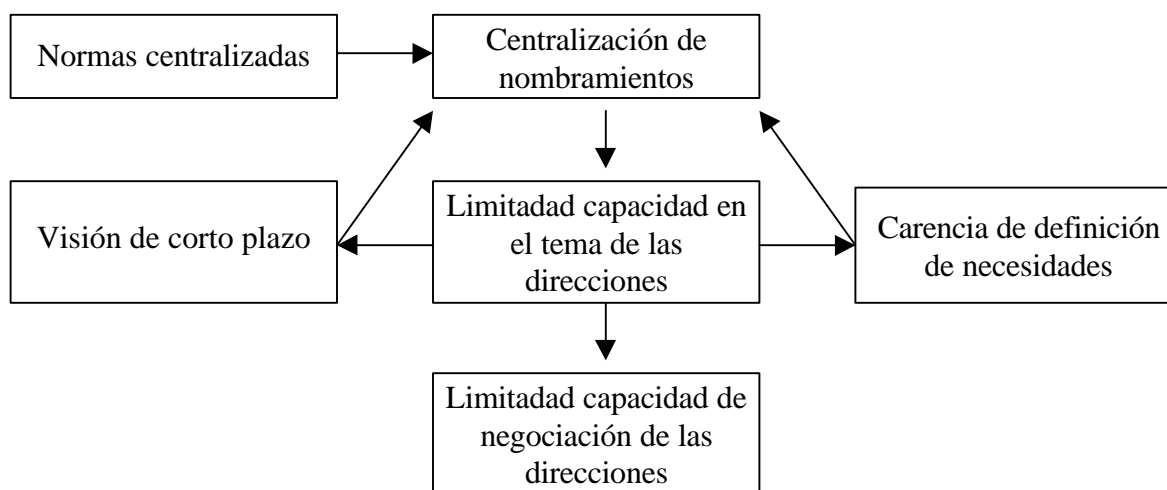 Normas centralizadas
Centralización de
nombramientos
Visión de corto plazo
Limitadad capacidad en
el tema de las
direcciones
Carencia de definición
de necesidades
Limitadad capacidad de
negociación de las
direcciones